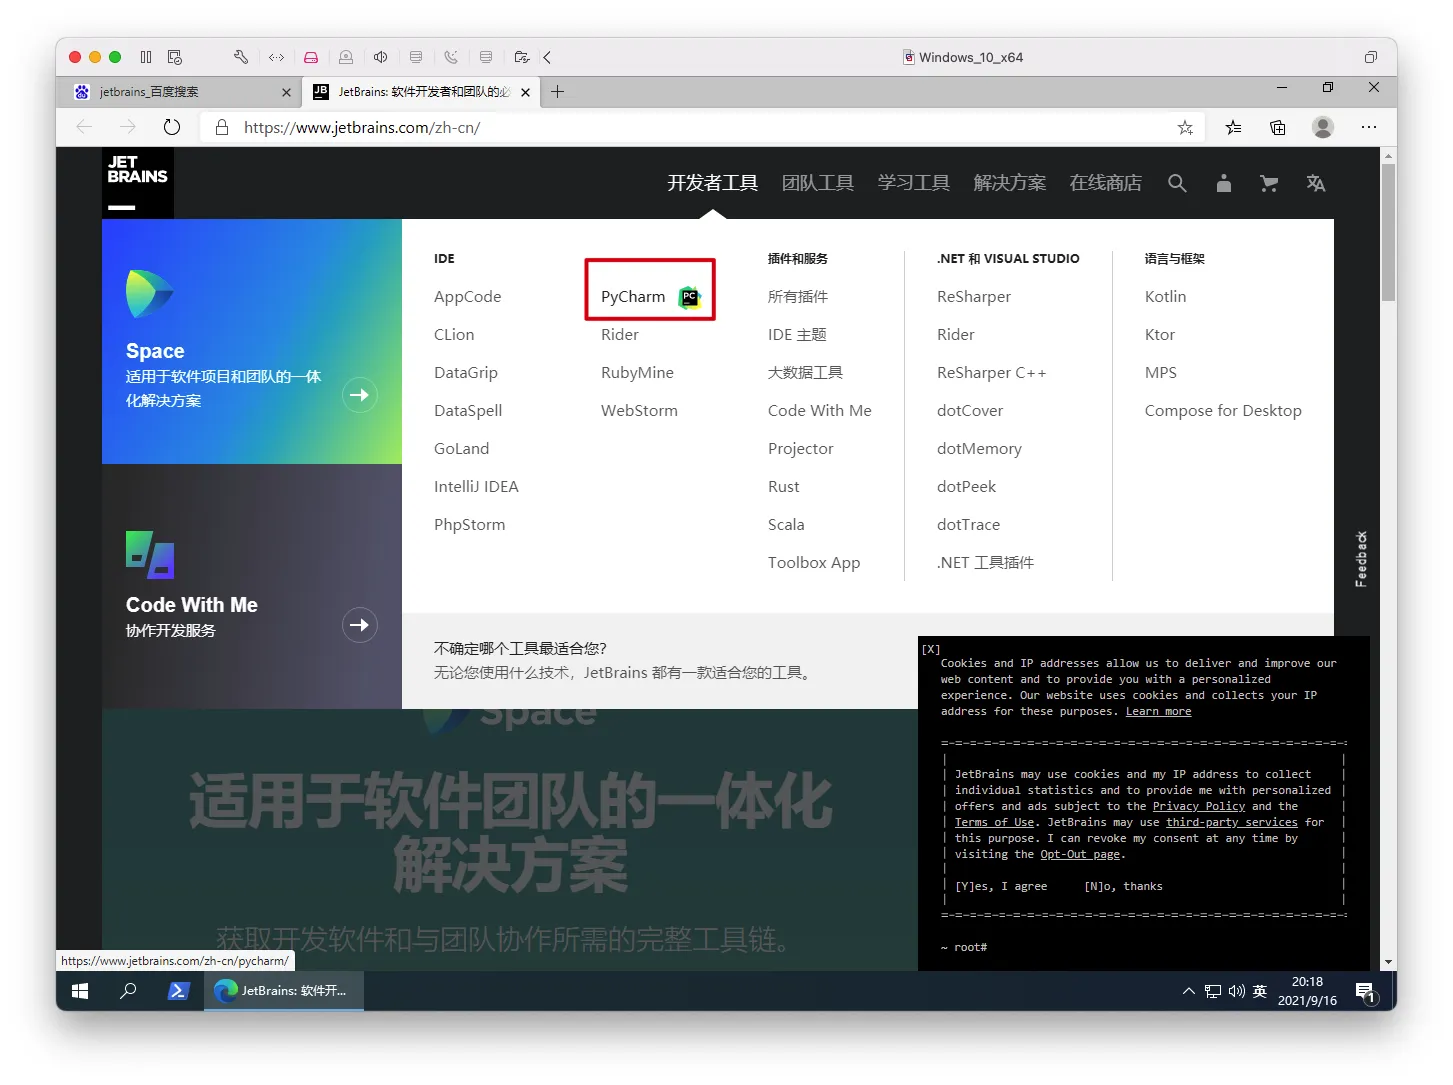 Windows_10_x64
jetbrains_百度搜索
JetBrains: 软件开发者和团队的必
https://www.jetbrains.com/zh-cn/
JET
BRAINS
开发者工具
团队工具
学习工具
解决方案
在线商店
Space
适用于软件项目和团队的一体
化解决方案
Code With Me
协作开发服务
IDE
AppCode
CLion
DataGrip
DataSpell
GoLand
IntelliJ IDEA
PhpStorm
PyCharm
PC
Rider
RubyMine
WebStorm
插件和服务
所有插件
IDE 主题
大数据工具
Code With Me
Projector
Rust
Scala
Toolbox App
.NET 和 VISUAL STUDIO
ReSharper
Rider
ReSharper C++
dotCover
dotMemory
dotPeek
dotTrace
.NET 工具插件
语言与框架
Kotlin
Ktor
MPS
Compose for Desktop
不确定哪个工具最适合您?
无论您使用什么技术，JetBrains 都有一款适合您的工具。
Feedback
Space
适用于软件团队的一体化
解决方案
获取开发软件和与团队协作所需的完整工具链。
[X]
Cookies and IP addresses allow us to deliver and improve our
web content and to provide you with a personalized
experience. Our website uses cookies and collects your IP
address for these purposes. Learn more
JetBrains may use cookies and my IP address to collect
individual statistics and to provide me with personalized
offers and ads subject to the Privacy Policy and the
Terms of Use. JetBrains may use third-party services for
this purpose. I can revoke my consent at any time by
visiting the Opt-Out page.
[Y]es, I agree [N]o, thanks
~ root#
https://www.jetbrains.com/zh-cn/pycharm/
JetBrains: 软件开...
英
20:18
2021/9/16
1